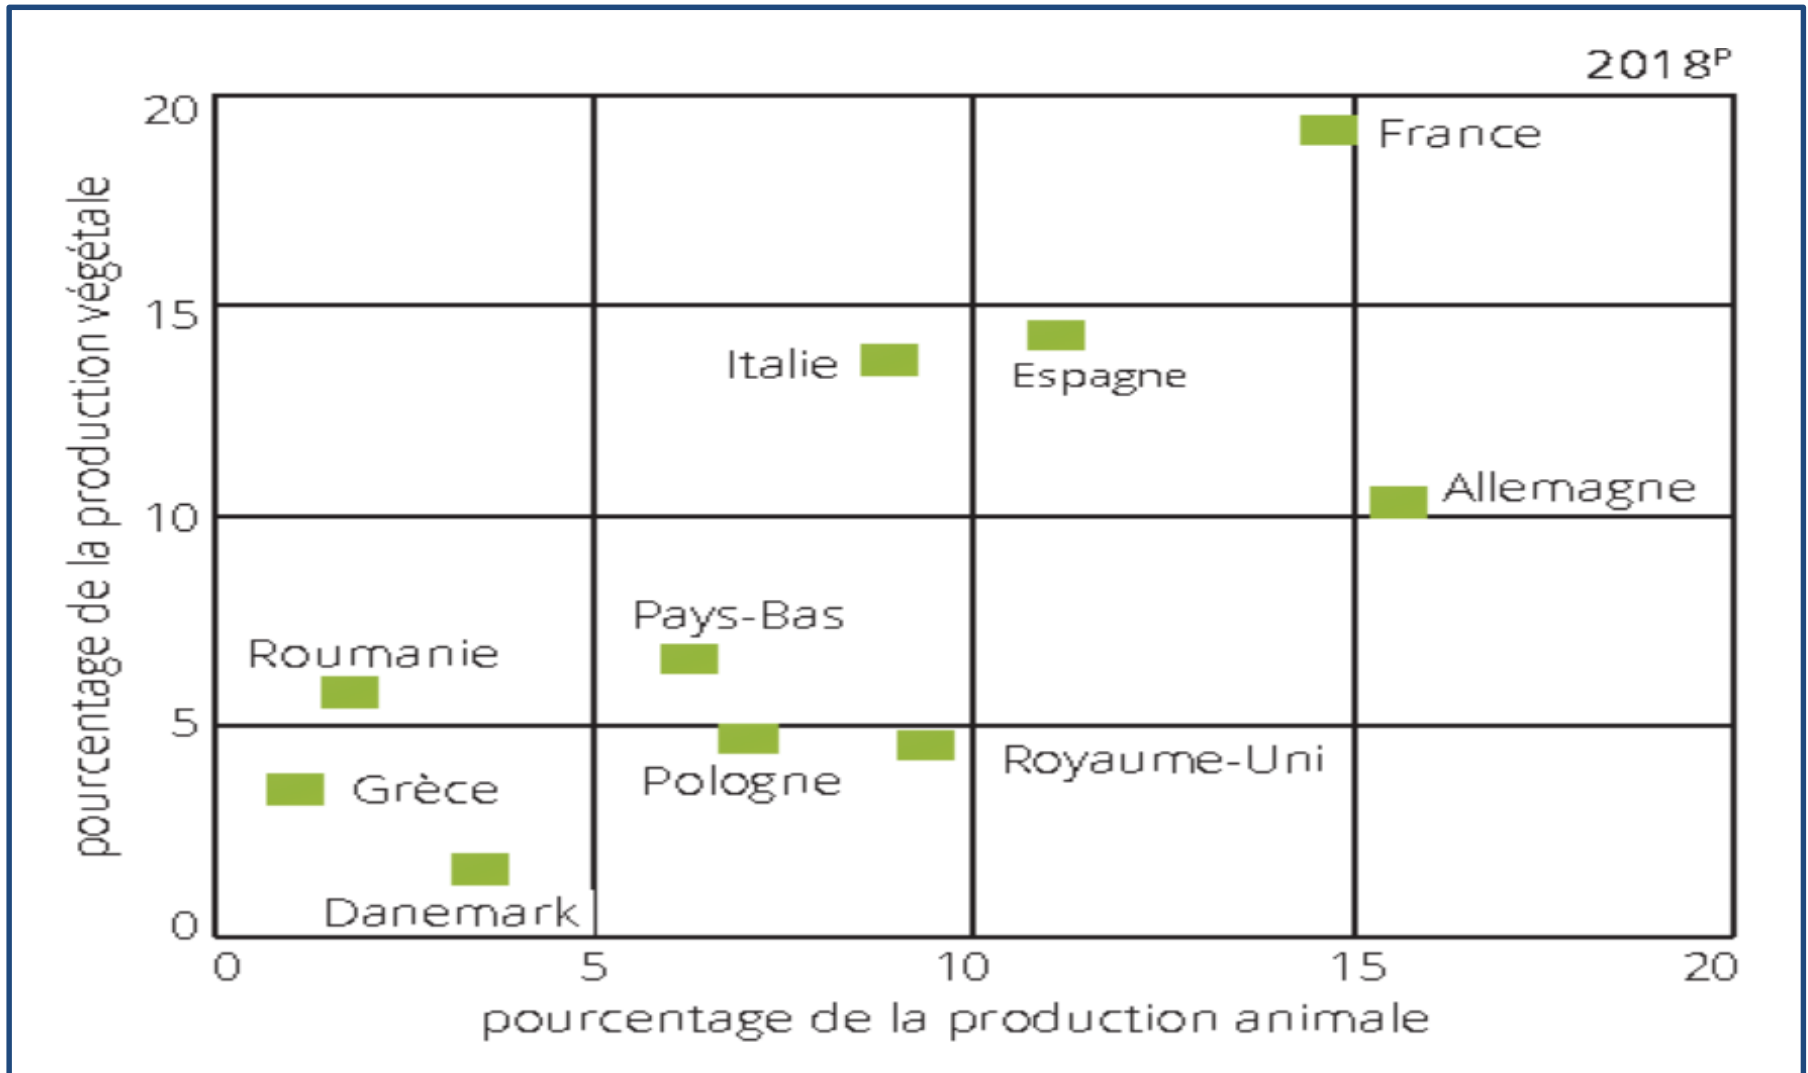 2018ᴾ
pourcentage de la production végétale
20
15
10
5
0
France
Italie
Espagne
Allemagne
Pays-Bas
Roumanie
Pologne
Royaume-Uni
Grèce
Danemark
0 5 10 15 20
pourcentage de la production animale